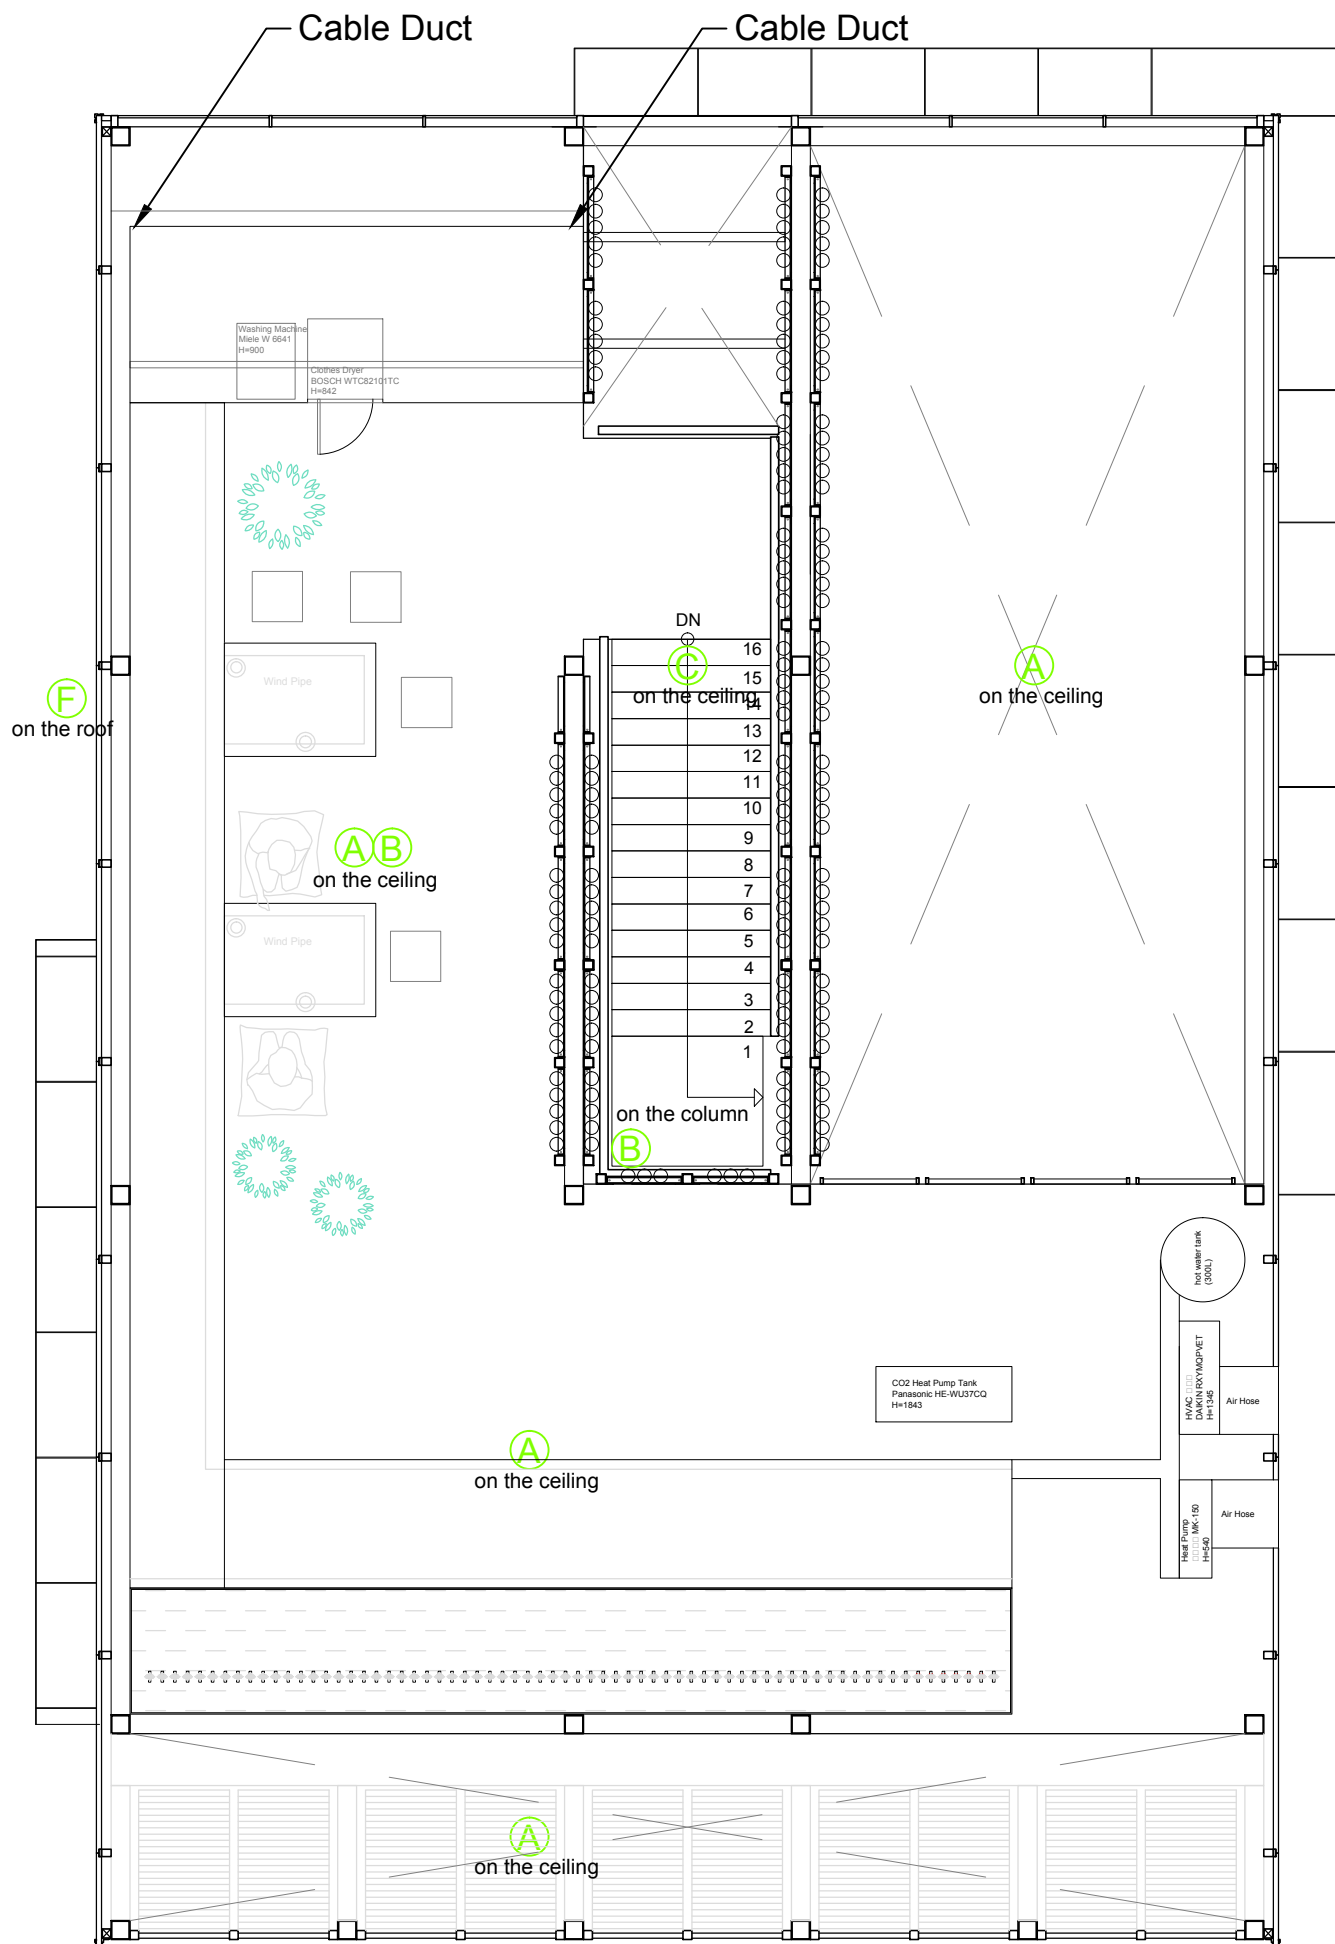 Cable Duct
Cable Duct
Washing Machine
Miele W 6641
H=900
Clothes Dryer
BOSCH WTC82101TC
H=842
DN
16
15
14
13
12
11
10
9
8
7
6
5
4
3
2
1
C
on the ceiling
A
on the ceiling
F
on the roof
Wind Pipe
A B
on the ceiling
Wind Pipe
on the column
B
hot water tank
(300L)
CO2 Heat Pump Tank
Panasonic HE-WU37CQ
H=1843
HVAC
DAIKIN RXYMQPVET
H=1345
Air Hose
A
on the ceiling
Heat Pump
MK-150
H=540
Air Hose
A
on the ceiling